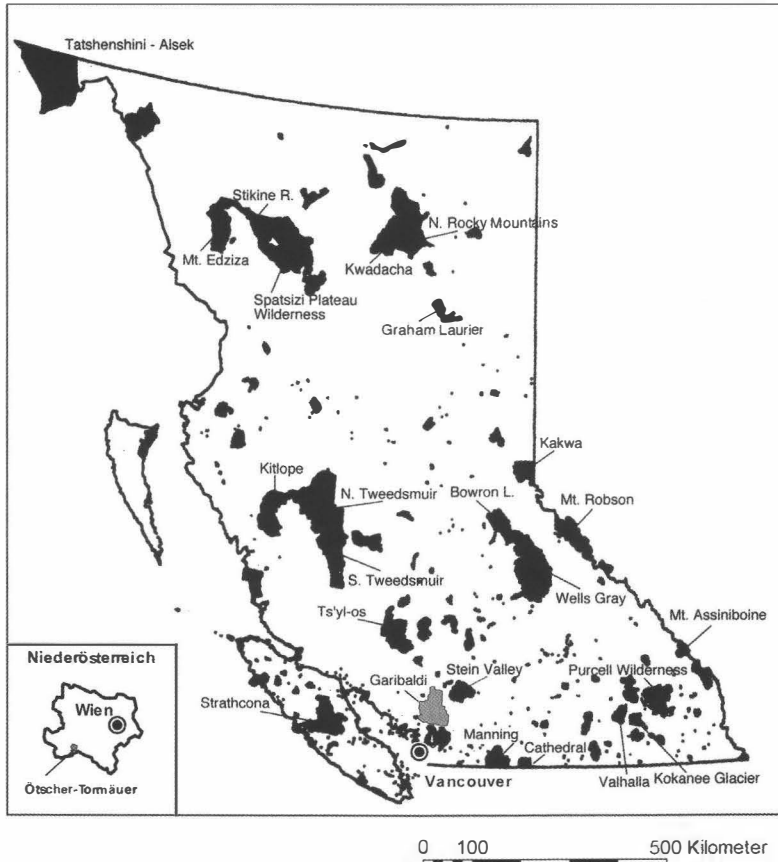 Tatshenshini - Alsek
Stikine R.
N. Rocky Mountains
Mt. Edziza
Kwadacha
Spatsizi Plateau
Wilderness
Graham Laurier
Kakwa
Kitlope
N. Tweedsmuir
Bowron L.
Mt. Robson
S. Tweedsmuir
Wells Gray
Ts'yl-os
Mt. Assiniboine
Niederösterreich
Stein Valley
Purcell Wilderness
Garibaldi
Wien
Strathcona
Manning
Cathedral
Vancouver
Valhalla
Kokanee Glacier
Ötscher-Tormäuer
0 100 500 Kilometer